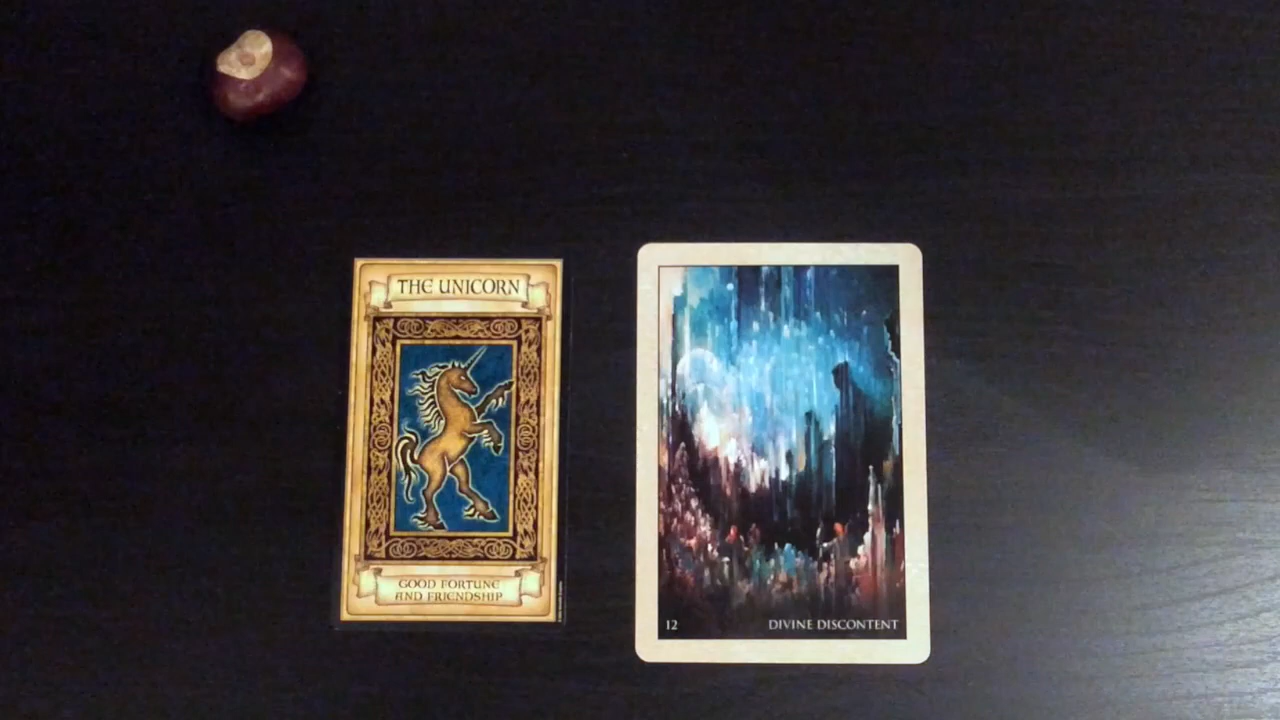 THE UNICORN
GOOD FORTUNE
AND FRIENDSHIP
12
DIVINE DISCONTENT